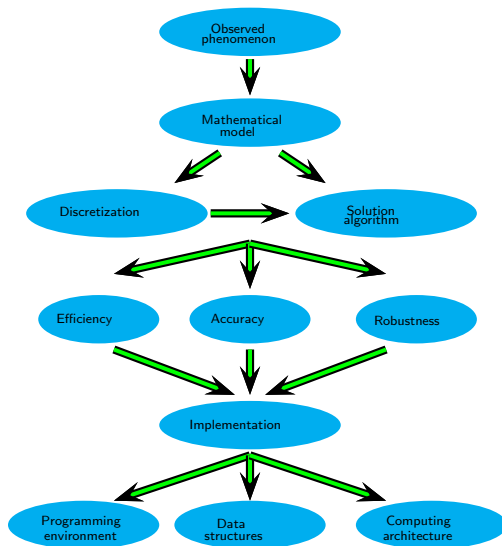 Observed
phenomenon
Mathematical
model
Discretization
Solution
algorithm
Efficiency
Accuracy
Robustness
Implementation
Programming
environment
Data
structures
Computing
architecture